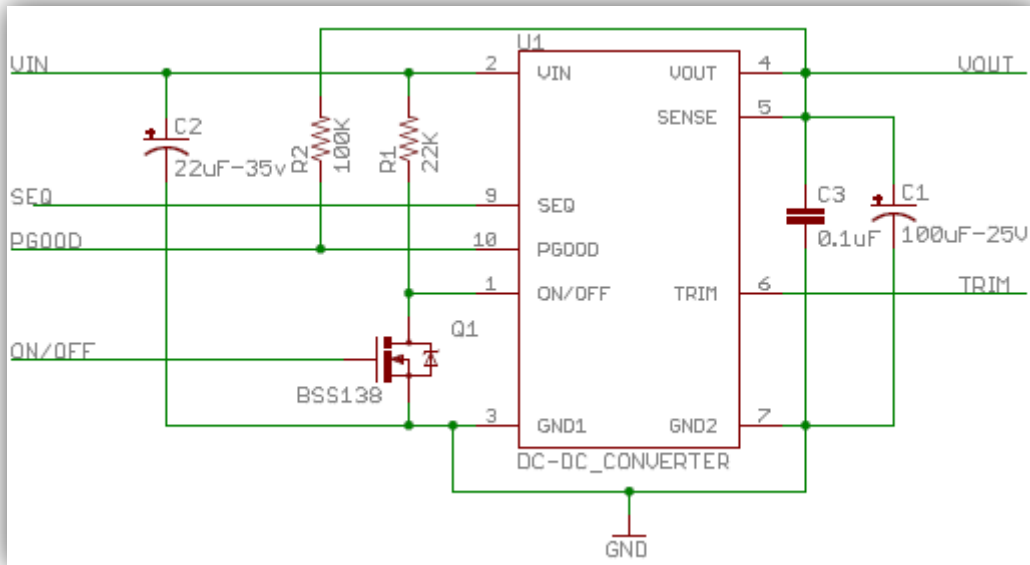 U1
VIN
2
VIN
VOUT
4
VOUT
SENSE
5
C2
22uF-35v
R2
100K
R1
22K
C3
0.1uF
C1
100uF-25V
SEQ
9
SEQ
PGOOD
10
PGOOD
1
ON/OFF
TRIM
6
TRIM
ON/OFF
Q1
BSS138
3
GND1
GND2
7
DC-DC_CONVERTER
GND